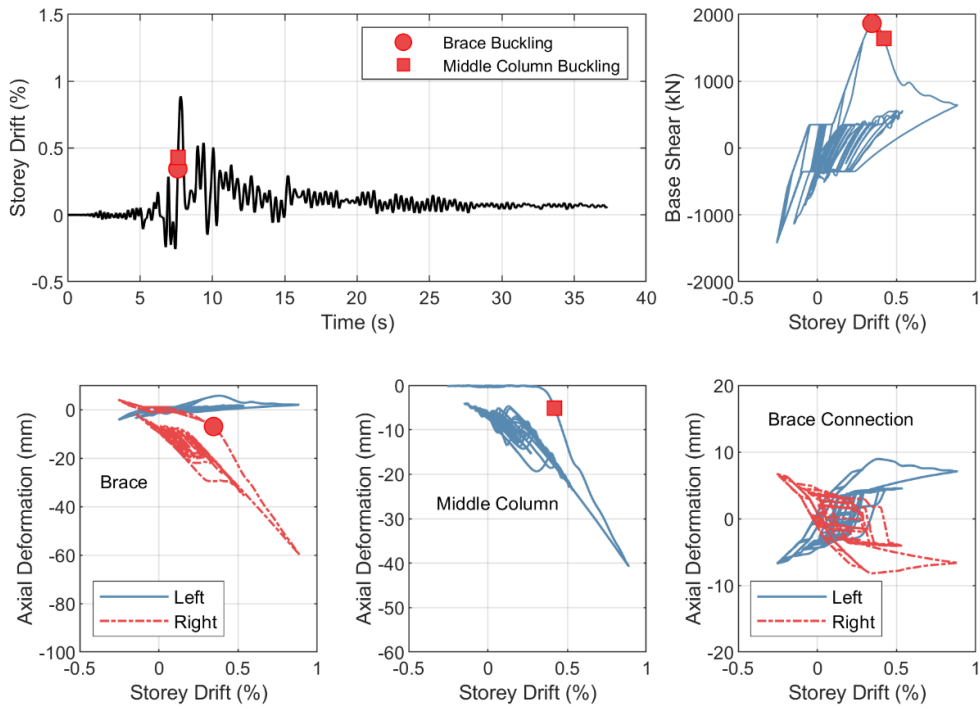 1.5
1
0.5
0
-0.5
Storey Drift (%)
0 5 10 15 20 25 30 35 40
Time (s)
Brace Buckling
Middle Column Buckling
2000
1000
0
-1000
-2000
Base Shear (kN)
-0.5 0 0.5 1
Storey Drift (%)
0
-20
-40
-60
-80
-100
Axial Deformation (mm)
Brace
Left
Right
-0.5 0 0.5 1
Storey Drift (%)
0
-10
-20
-30
-40
-50
-60
Axial Deformation (mm)
Middle Column
-0.5 0 0.5 1
Storey Drift (%)
20
10
0
-10
-20
Axial Deformation (mm)
Brace Connection
Left
Right
-0.5 0 0.5 1
Storey Drift (%)